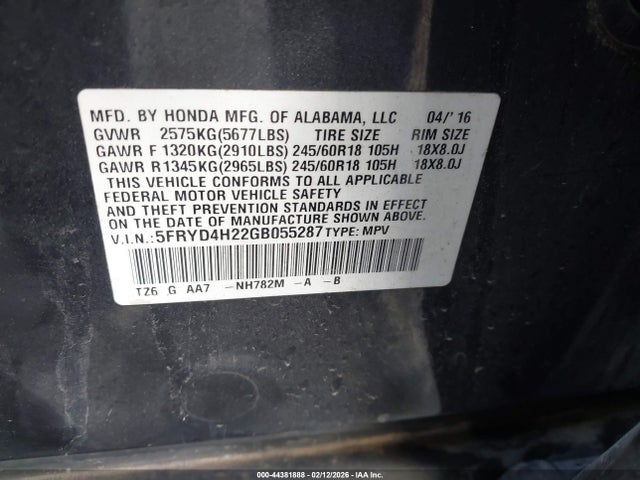 MFD. BY HONDA MFG. OF ALABAMA, LLC 04/' 16
GVWR 2575KG(5677LBS) TIRE SIZE RIM SIZE
GAWR F 1320KG(2910LBS) 245/60R18 105H 18X8.0J
GAWR R1345KG(2965LBS) 245/60R18 105H 18X8.0J
THIS VEHICLE CONFORMS TO ALL APPLICABLE
FEDERAL MOTOR VEHICLE SAFETY
AND THEFT PREVENTION STANDARDS IN EFFECT
ON THE DATE OF MANUFACTURE SHOWN ABOVE.
V.I.N.:5FRYD4H22GB055287 TYPE: MPV
TZ6 G AA7 -NH782M -A -B
000-44381888 - 02/12/2026 - IAA, Inc.